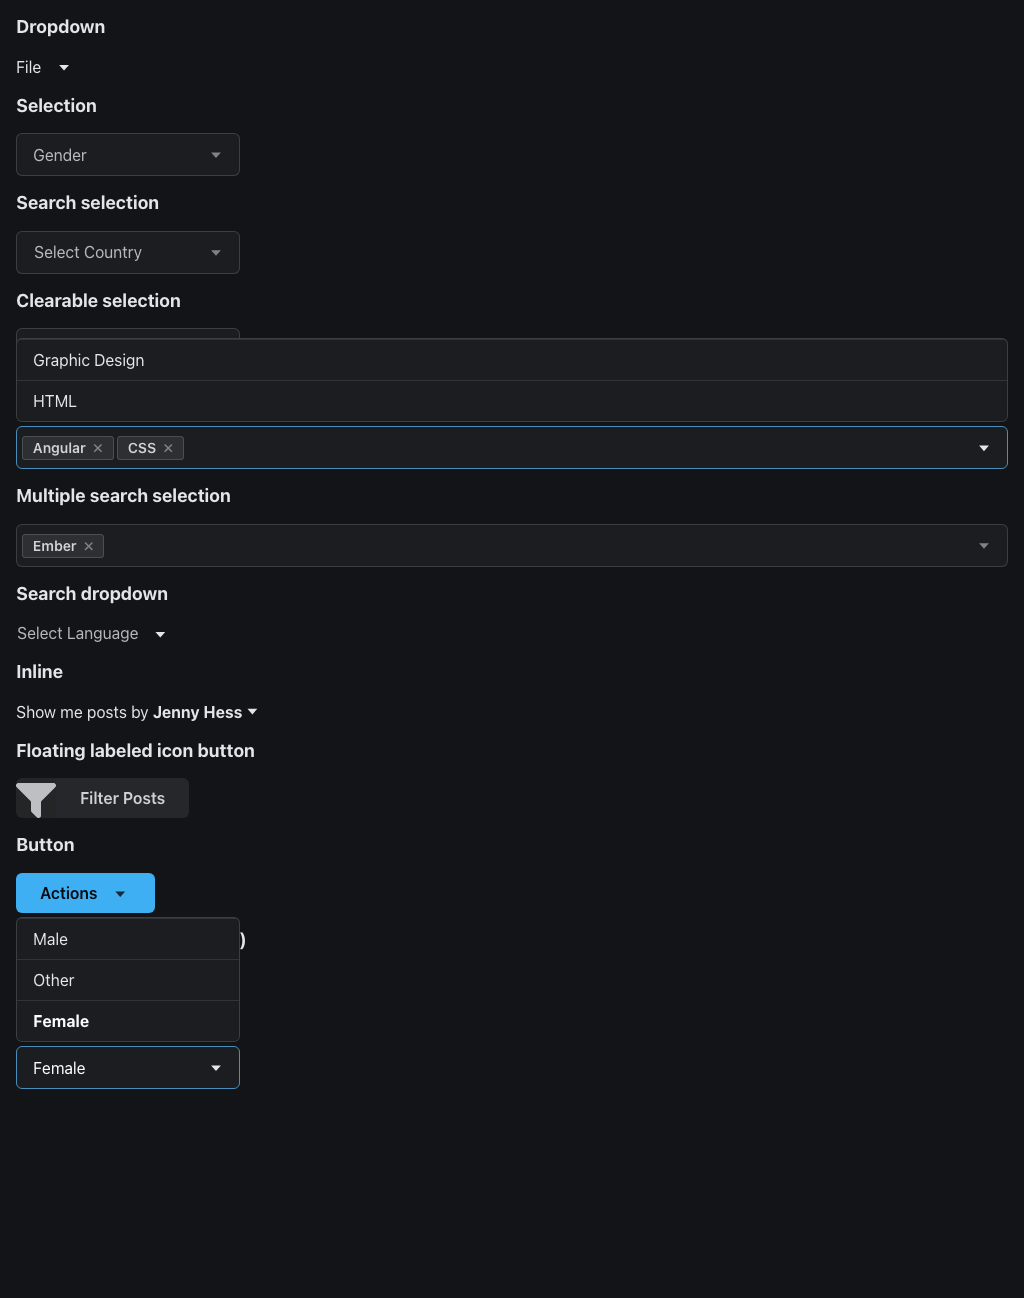 Dropdown
File
Selection
Gender
Search selection
Select Country
Clearable selection
Graphic Design
HTML
Angular CSS
Multiple search selection
Ember
Search dropdown
Select Language
Inline
Show me posts by Jenny Hess
Floating labeled icon button
Filter Posts
Button
Actions
)
Male
Other
Female
Female